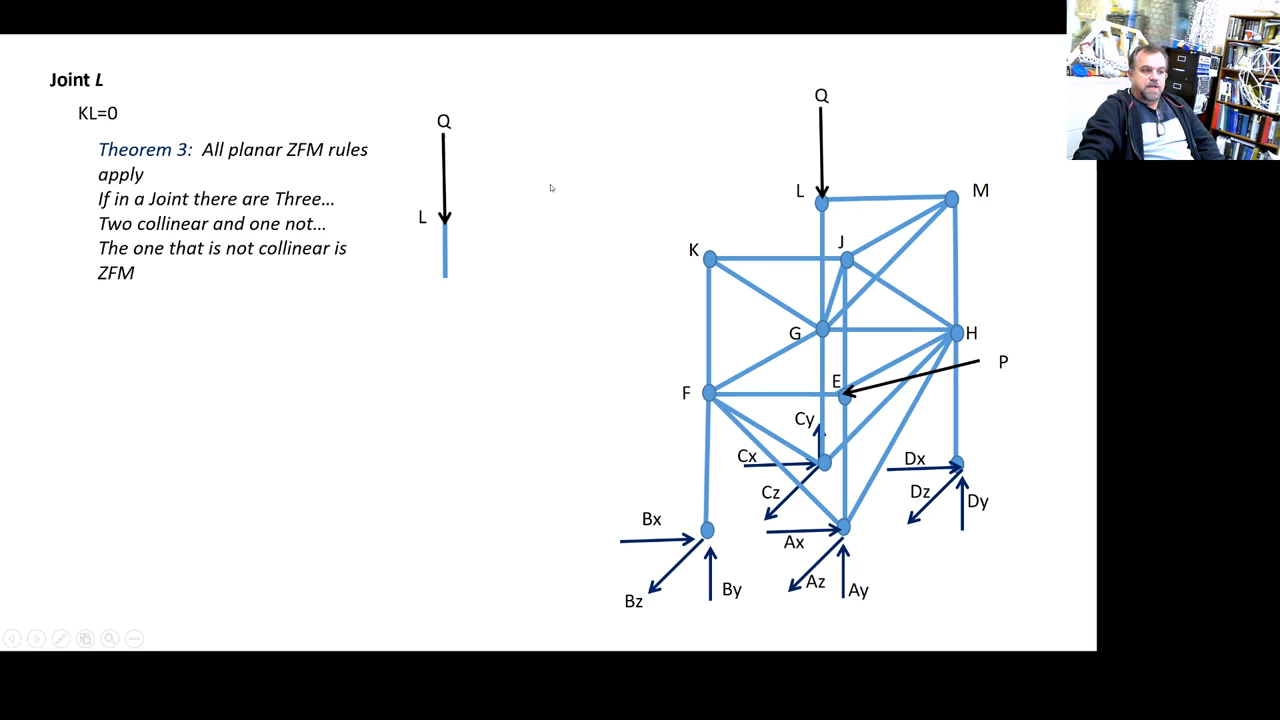 Joint L
KL=0
Theorem 3: All planar ZFM rules
apply
If in a Joint there are Three…
Two collinear and one not…
The one that is not collinear is
ZFM
Q
L
Q
L
M
K
J
G
H
P
F
E
Cy
Cx
Dx
Cz
Dz
Dy
Bx
Ax
Az
Ay
By
Bz